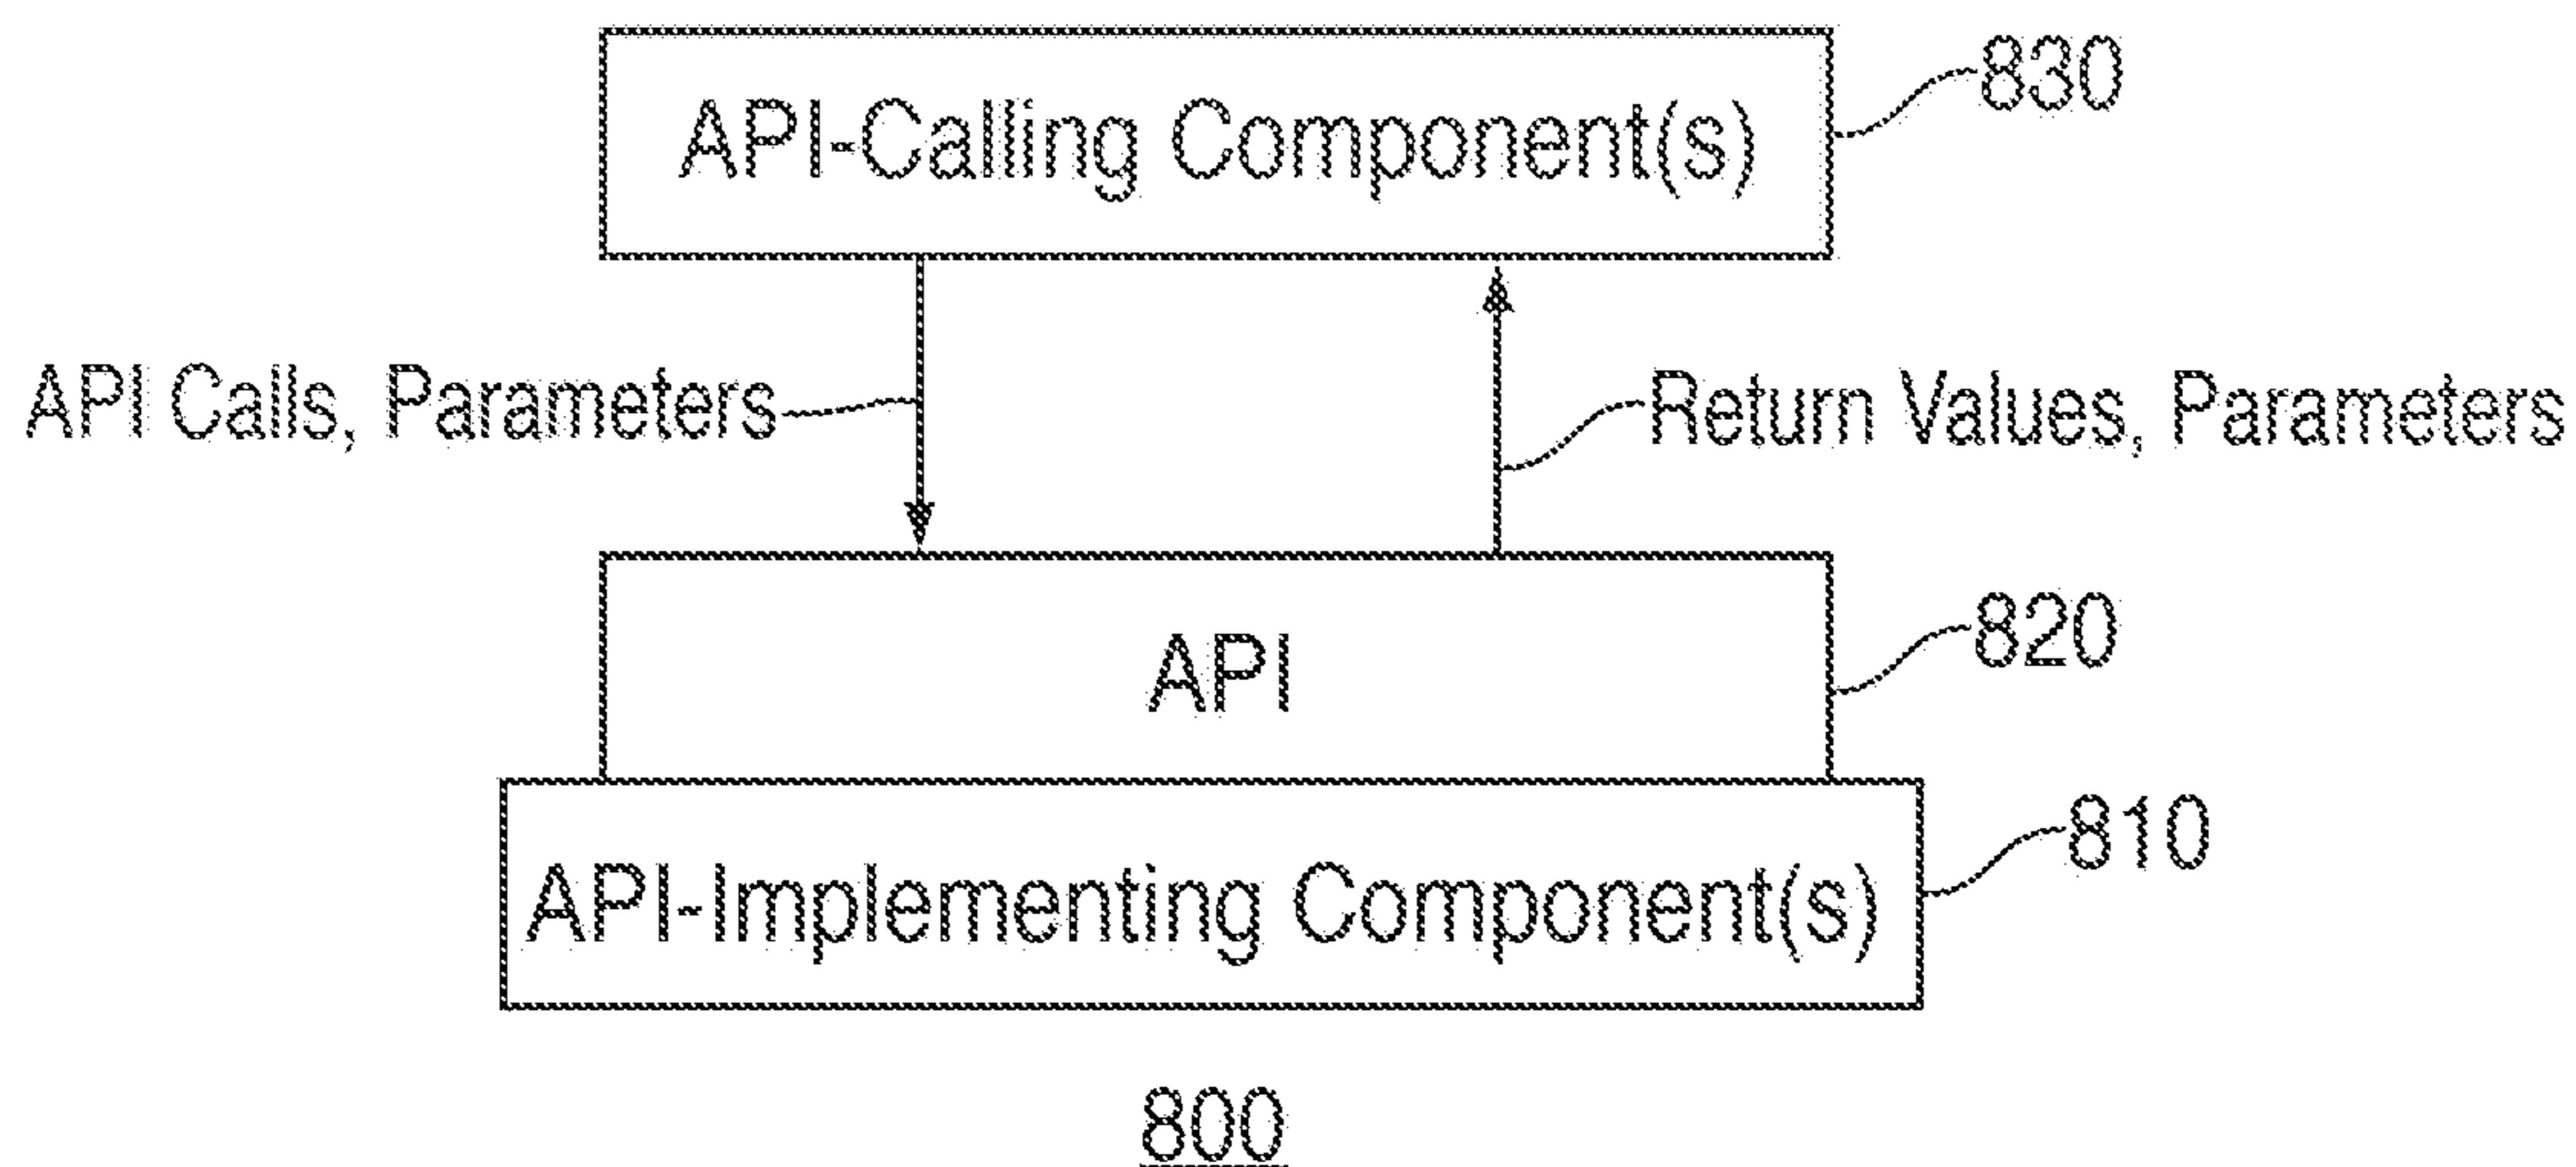 API-Calling Component(s)
830
API Calls, Parameters
Return Values, Parameters
API
820
API-Implementing Component(s)
810
800